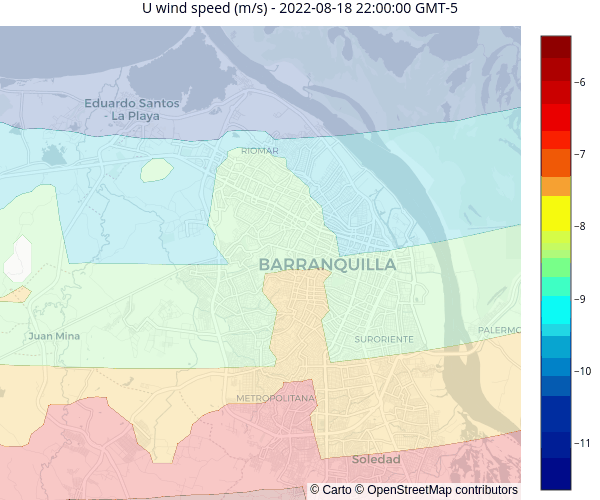 U wind speed (m/s) - 2022-08-18 22:00:00 GMT-5
Eduardo Santos
- La Playa
RIOMAR
BARRANQUILLA
Juan Mina
SURORIENTE
PALERMO
METROPOLITANA
Soledad
© Carto © OpenStreetMap contributors
−6
−7
−8
−9
−10
−11